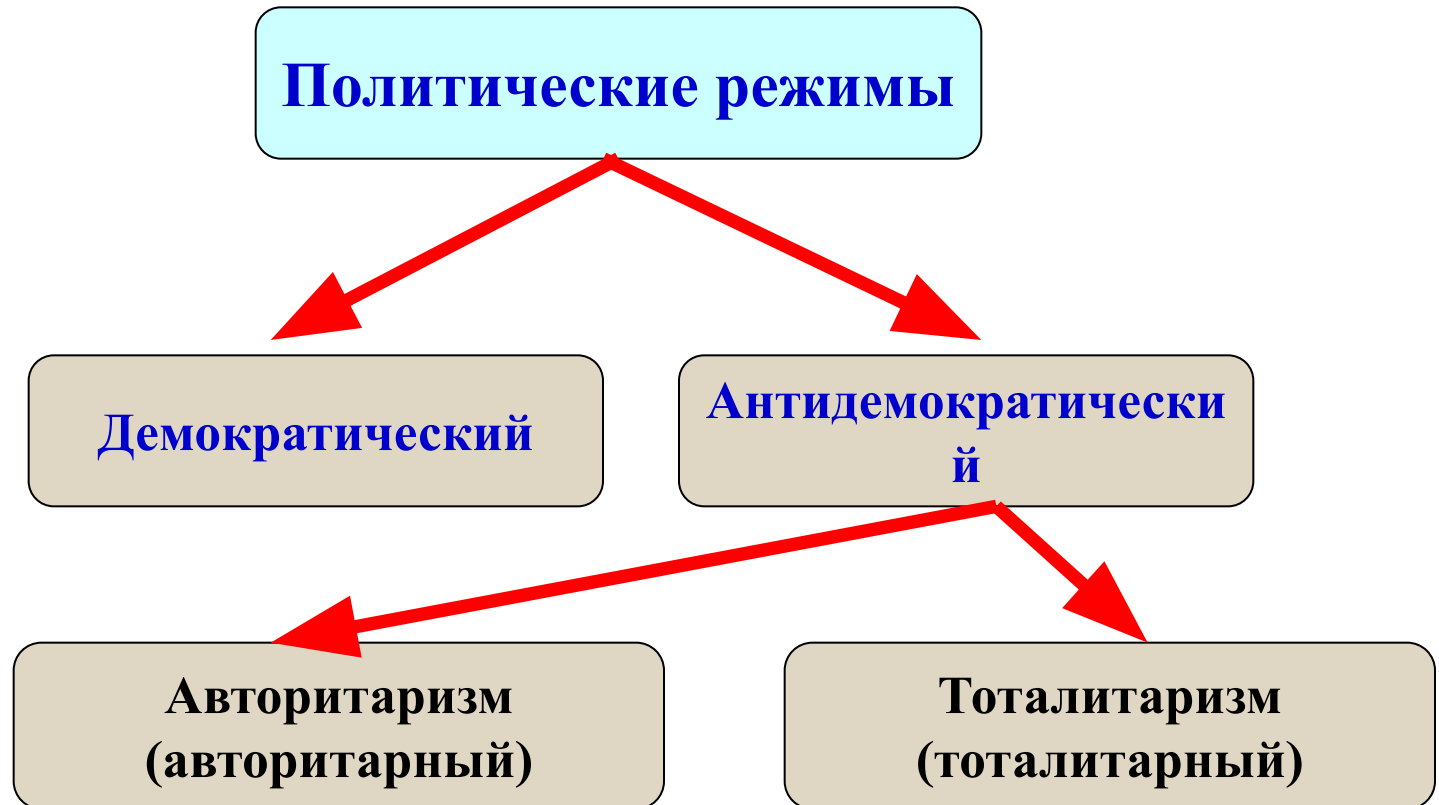 Политические режимы
Демократический
Антидемократически
й
Авторитаризм
(авторитарный)
Тоталитаризм
(тоталитарный)